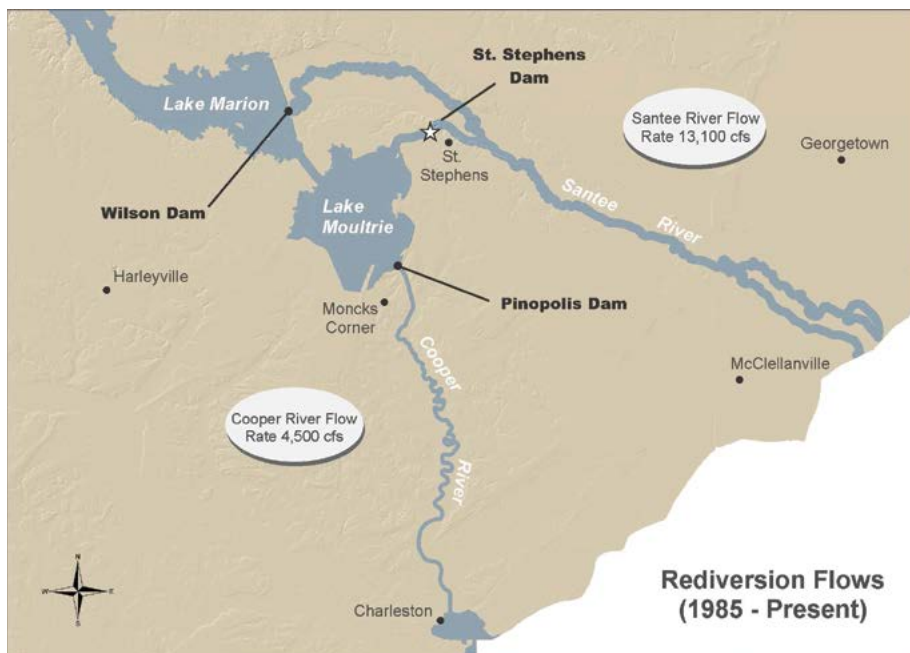 St. Stephens
Dam
Lake Marion
Santee River Flow
Rate 13,100 cfs
Georgetown
St.
Stephens
Wilson Dam
Lake
Moultrie
Santee
River
Harleyville
Pinopolis Dam
Moncks
Corner
McClellanville
Cooper
River
Cooper River Flow
Rate 4,500 cfs
N
W
E
S
Rediversion Flows
(1985 - Present)
Charleston